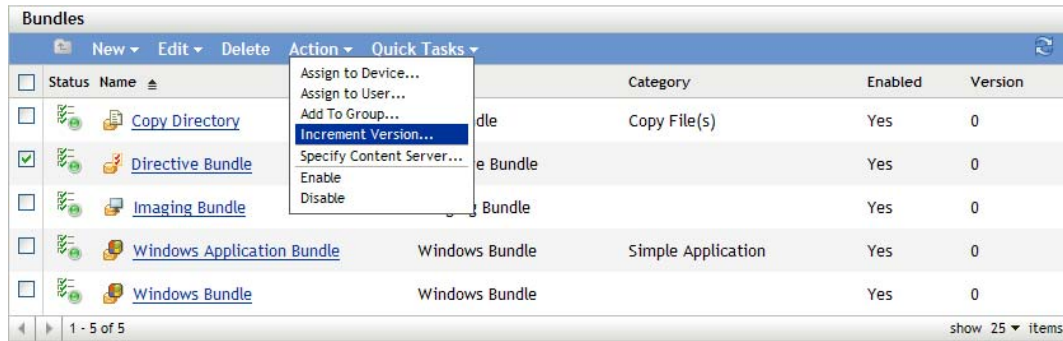 Bundles
New Edit Delete Action Quick Tasks
Status Name Category Enabled Version
Assign to Device...
Assign to User...
Add To Group...
Increment Version...
Specify Content Server...
Enable
Disable
Copy Directory dle Copy File(s) Yes 0
Directive Bundle e Bundle Yes 0
Imaging Bundle Bundle Yes 0
Windows Application Bundle Windows Bundle Simple Application Yes 0
Windows Bundle Windows Bundle Yes 0
1 - 5 of 5 show 25 items